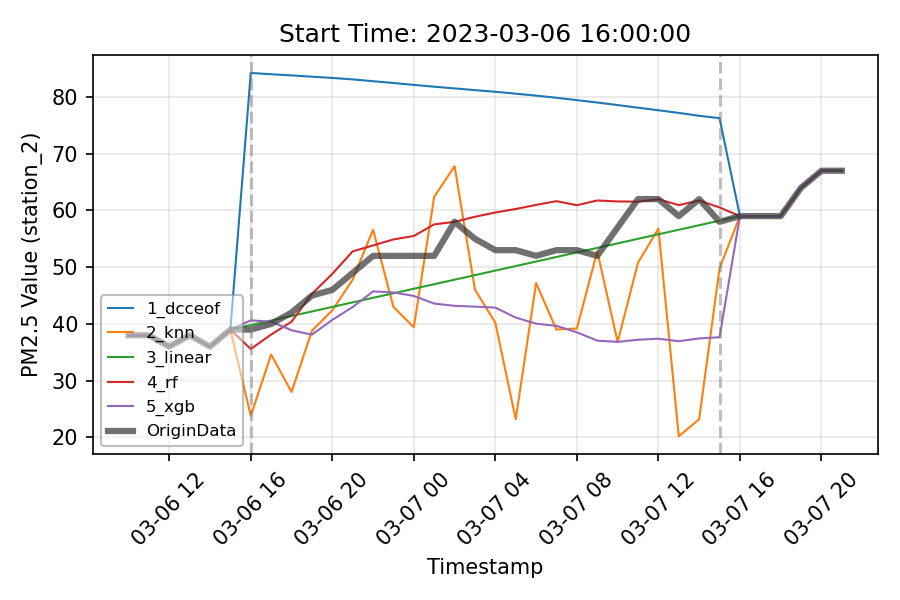 Start Time: 2023-03-06 16:00:00
PM2.5 Value (station_2)
80
70
60
50
40
30
20
1_dcceof
2_knn
3_linear
4_rf
5_xgb
OriginData
03-06 12
03-06 16
03-06 20
03-07 00
03-07 04
03-07 08
03-07 12
03-07 16
03-07 20
Timestamp